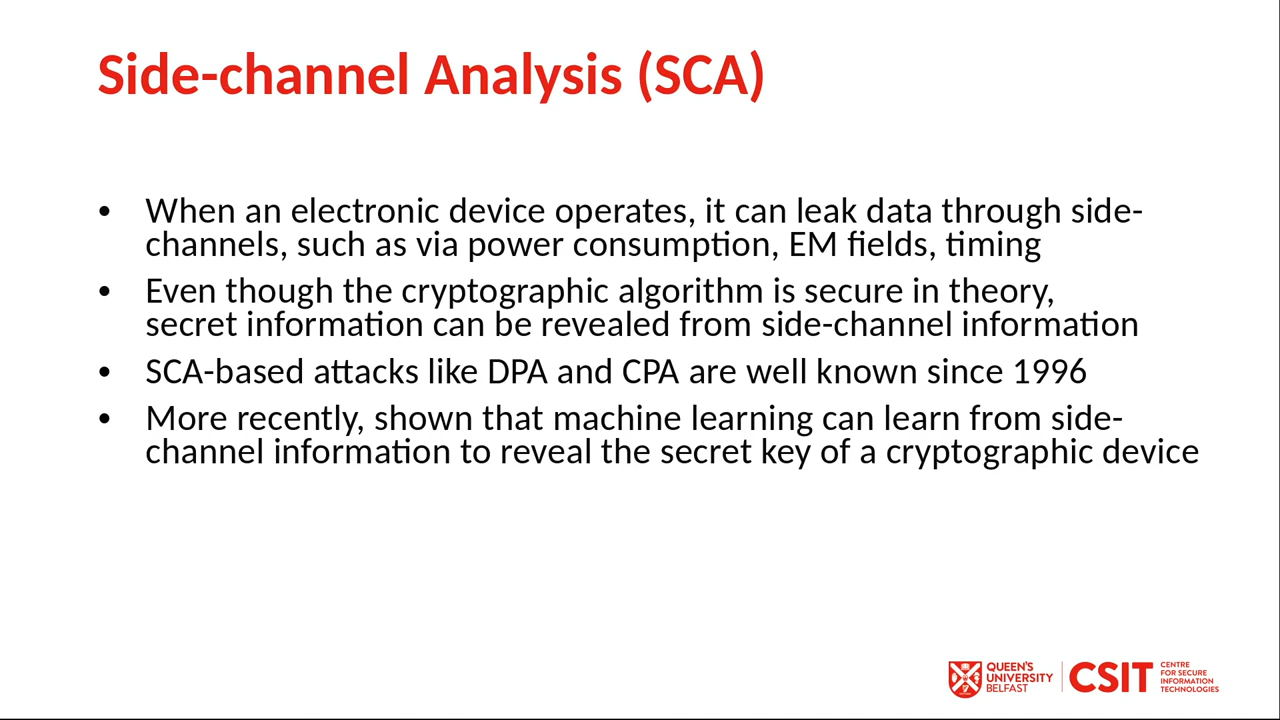 Side-channel Analysis (SCA)
• When an electronic device operates, it can leak data through side-
channels, such as via power consumption, EM fields, timing
• Even though the cryptographic algorithm is secure in theory,
secret information can be revealed from side-channel information
• SCA-based attacks like DPA and CPA are well known since 1996
• More recently, shown that machine learning can learn from side-
channel information to reveal the secret key of a cryptographic device
QUEEN'S
UNIVERSITY
BELFAST
CSIT
CENTRE
FOR SECURE
INFORMATION
TECHNOLOGIES